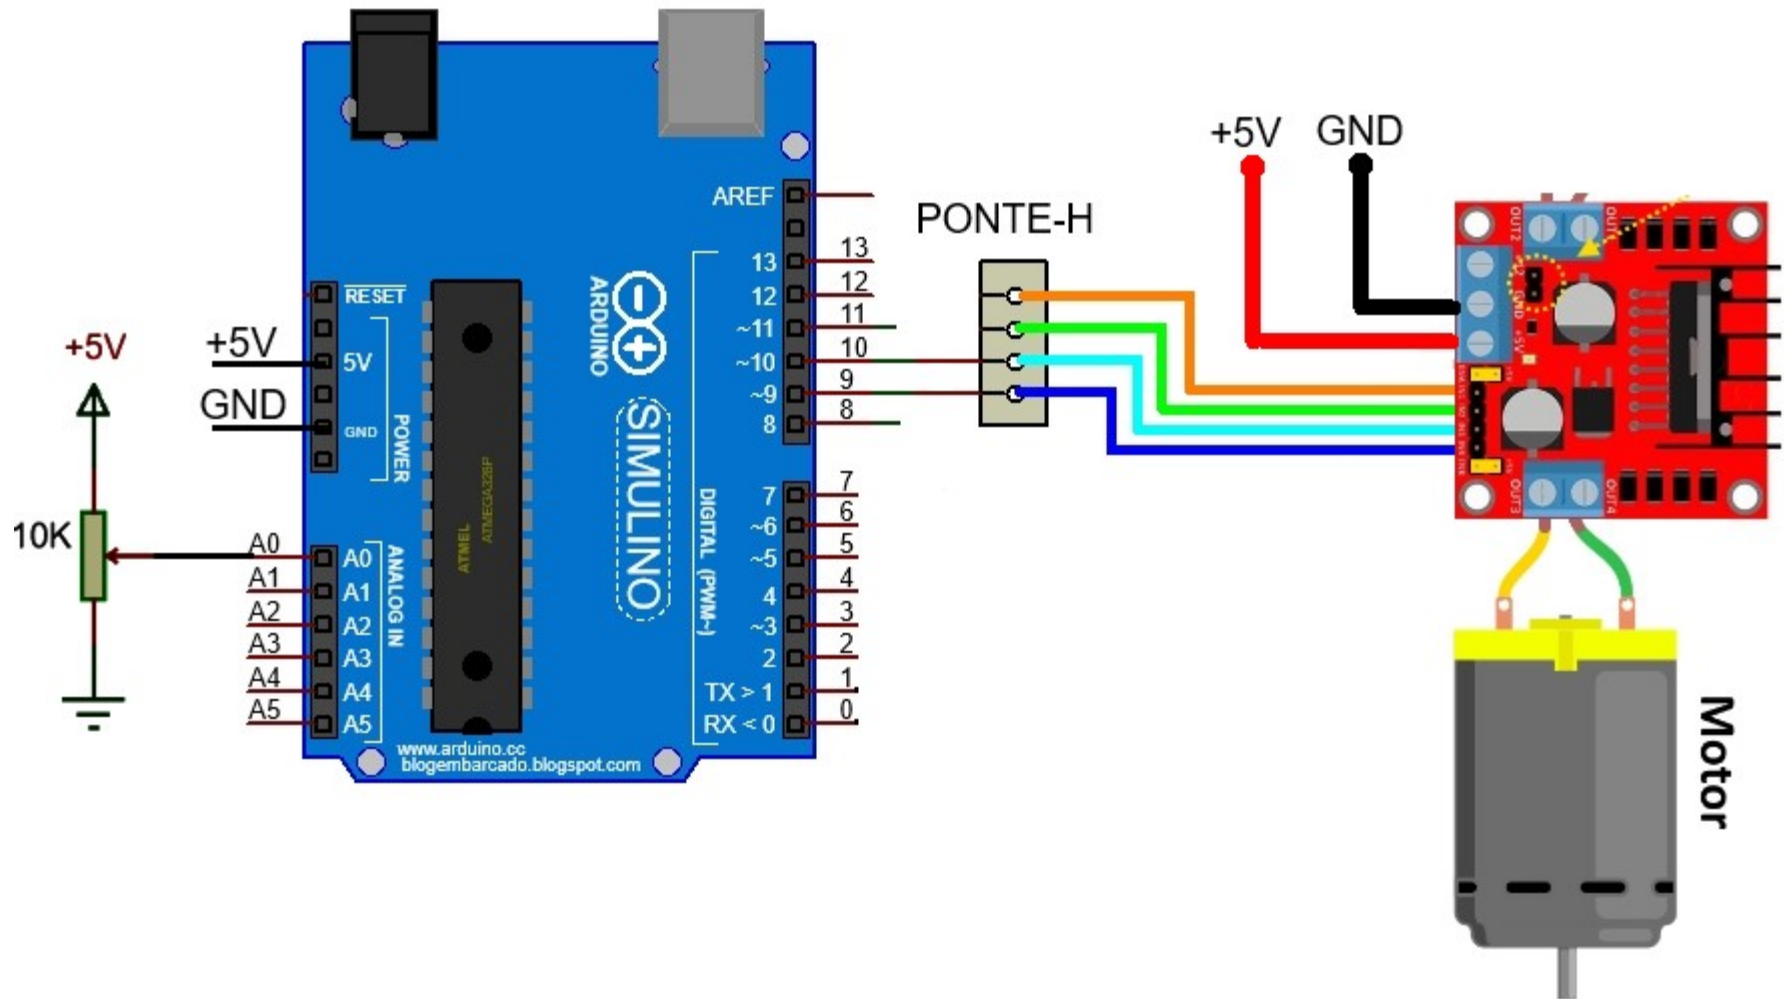 +5V
10K
+5V
GND
A0
A1
A2
A3
A4
A5
RESET
5V
GND
POWER
A0
A1
A2
A3
A4
A5
ANALOG IN
ATMEL
ATMEGA328P
ARDUINO
SIMULINO
www.arduino.cc
blogembarcado.blogspot.com
AREF
13
12
~11
~10
~9
8
7
~6
~5
4
~3
2
TX > 1
RX < 0
DIGITAL (PWM~)
13
12
11
10
9
8
7
6
5
4
3
2
1
0
PONTE-H
+5V
GND
OUT2
OUT1
GND
+5V
OUT3
OUT4
Motor